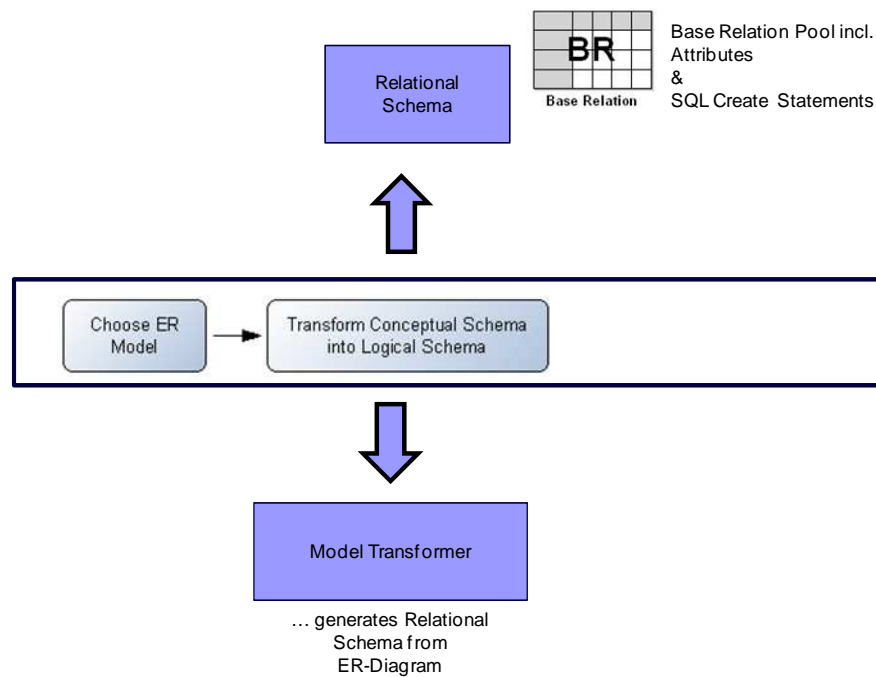 Relational
Schema
BR
Base Relation
Base Relation Pool incl.
Attributes
&
SQL Create Statements
Choose ER
Model
Transform Conceptual Schema
into Logical Schema
Model Transformer
… generates Relational
Schema from
ER-Diagram